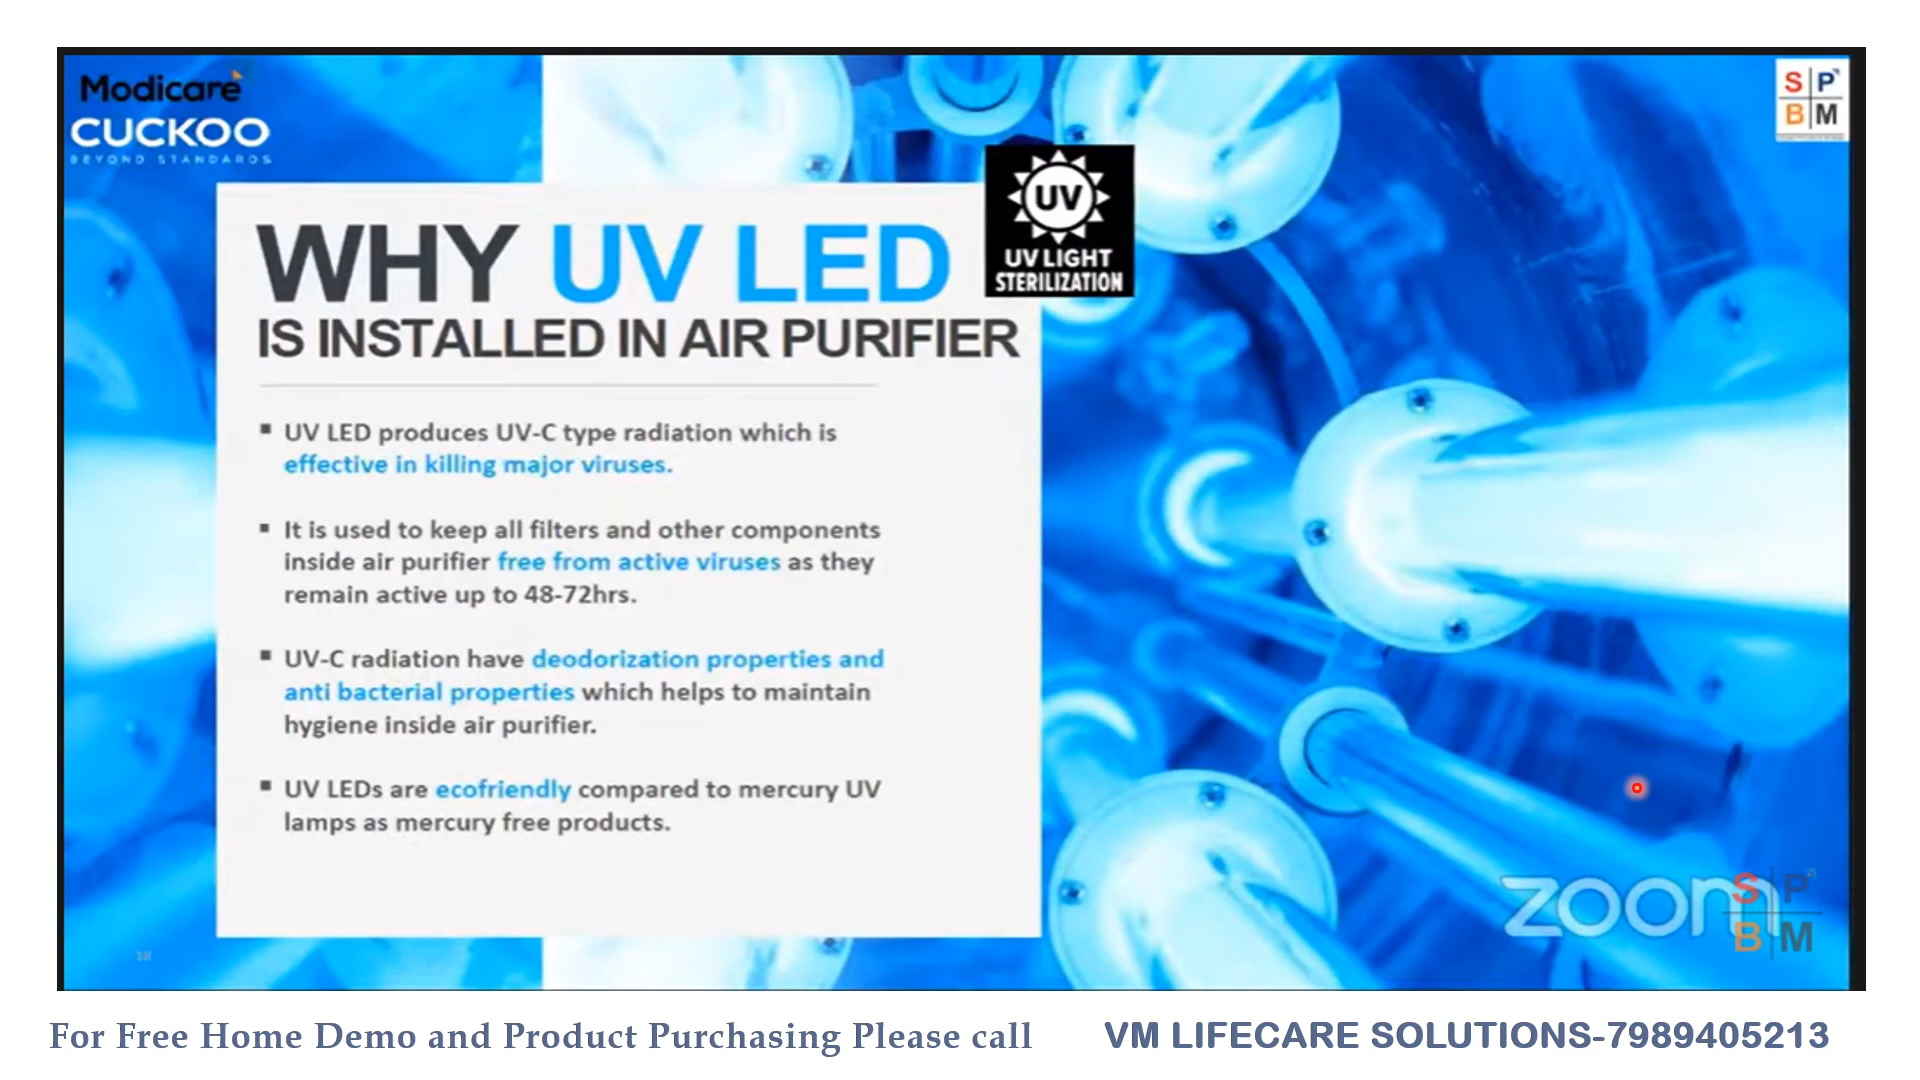 Modicare
CUCKOO
BEYOND STANDARDS
S P
B M
UV
UV LIGHT
STERILIZATION
WHY UV LED
IS INSTALLED IN AIR PURIFIER
▪ UV LED produces UV-C type radiation which is
effective in killing major viruses.
▪ It is used to keep all filters and other components
inside air purifier free from active viruses as they
remain active up to 48-72hrs.
▪ UV-C radiation have deodorization properties and
anti bacterial properties which helps to maintain
hygiene inside air purifier.
▪ UV LEDs are ecofriendly compared to mercury UV
lamps as mercury free products.
zoom
S P
B M
For Free Home Demo and Product Purchasing Please call VM LIFECARE SOLUTIONS-7989405213